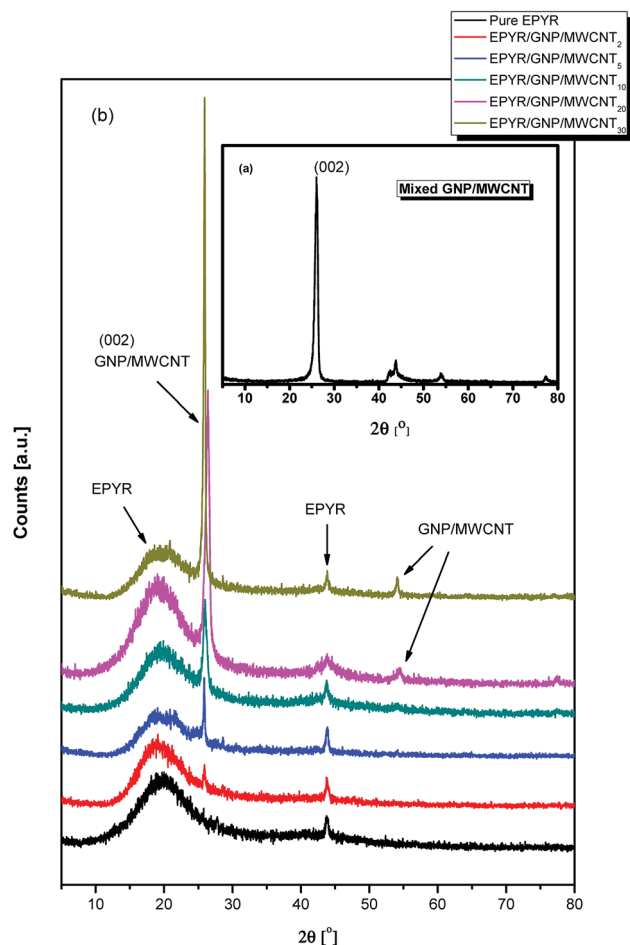 Pure EPYR
EPYR/GNP/MWCNT₂
EPYR/GNP/MWCNT₅
EPYR/GNP/MWCNT₁₀
EPYR/GNP/MWCNT₂₀
EPYR/GNP/MWCNT₃₀
(b)
(a)
(002)
Mixed GNP/MWCNT
10 20 30 40 50 60 70 80
2θ [°]
(002)
GNP/MWCNT
EPYR
EPYR
GNP/MWCNT
Counts [a.u.]
10 20 30 40 50 60 70 80
2θ [°]